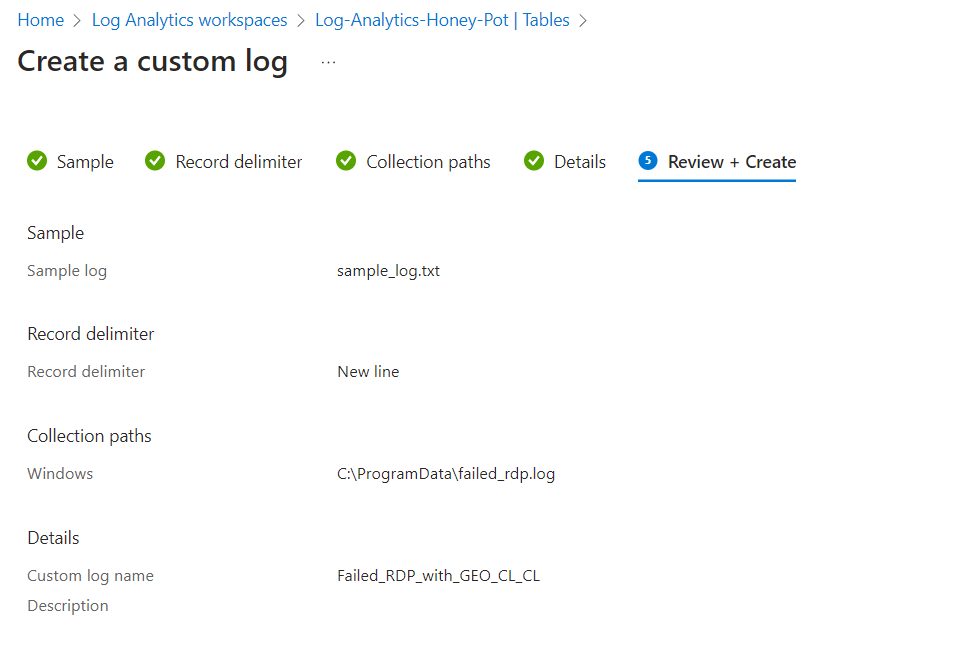 Home > Log Analytics workspaces > Log-Analytics-Honey-Pot | Tables >
Create a custom log ...
Sample Record delimiter Collection paths Details 5 Review + Create
Sample
Sample log sample_log.txt
Record delimiter
Record delimiter New line
Collection paths
Windows C:\ProgramData\failed_rdp.log
Details
Custom log name Failed_RDP_with_GEO_CL_CL
Description